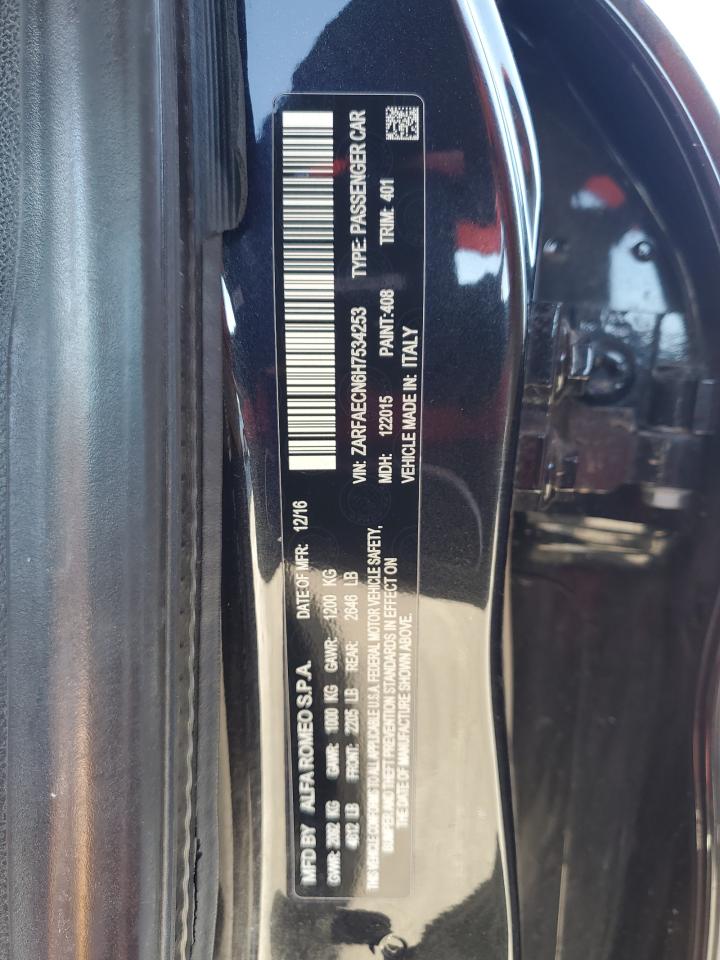 MFD BY ALFA ROMEO S.P.A. DATE OF MFR: 12/16
GVWR: 2092 KG GAWR: 1000 KG GAWR: 1200 KG
4612 LB FRONT: 2205 LB REAR: 2646 LB
THIS VEHICLE CONFORMS TO ALL APPLICABLE U.S.A. FEDERAL MOTOR VEHICLE SAFETY,
BUMPER, AND THEFT PREVENTION STANDARDS IN EFFECT ON
THE DATE OF MANUFACTURE SHOWN ABOVE.
VIN: ZARFAECN6H7534253 TYPE: PASSENGER CAR
MDH: 122015 PAINT: 408 TRIM: 401
VEHICLE MADE IN: ITALY